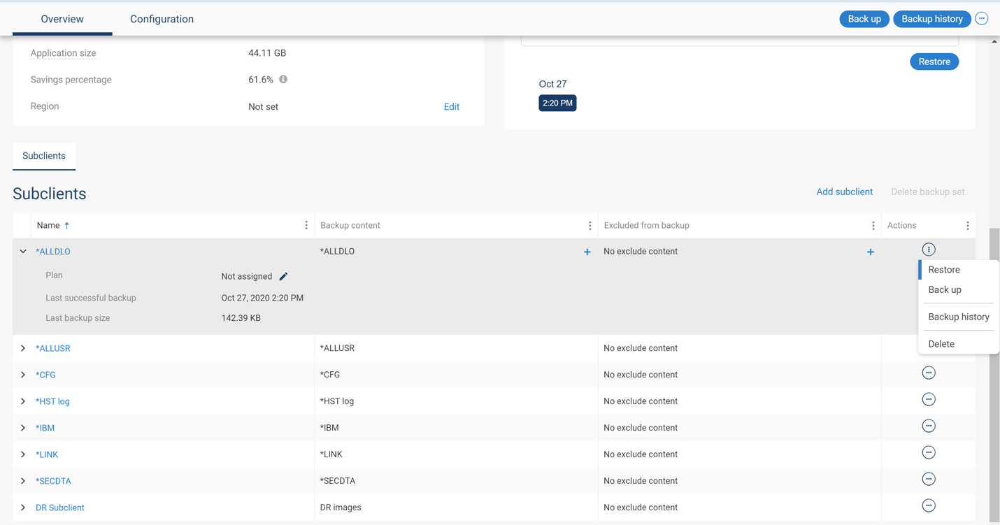 Overview Configuration Back up Backup history
Application size 44.11 GB
Restore
Savings percentage 61.6%
Oct 27
Region Not set Edit
2:20 PM
Subclients
Subclients Add subclient Delete backup set
Name Backup content Excluded from backup Actions
*ALLDLO *ALLDLO No exclude content
Restore
Plan Not assigned
Back up
Last successful backup Oct 27, 2020 2:20 PM
Last backup size 142.39 KB Backup history
Delete
*ALLUSR *ALLUSR No exclude content
*CFG *CFG No exclude content
*HST log *HST log No exclude content
*IBM *IBM No exclude content
*LINK *LINK No exclude content
*SECDTA *SECDTA No exclude content
DR Subclient DR images No exclude content